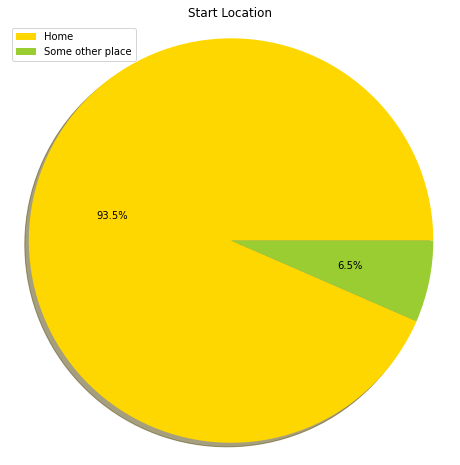 Start Location
Home
Some other place
93.5%
6.5%